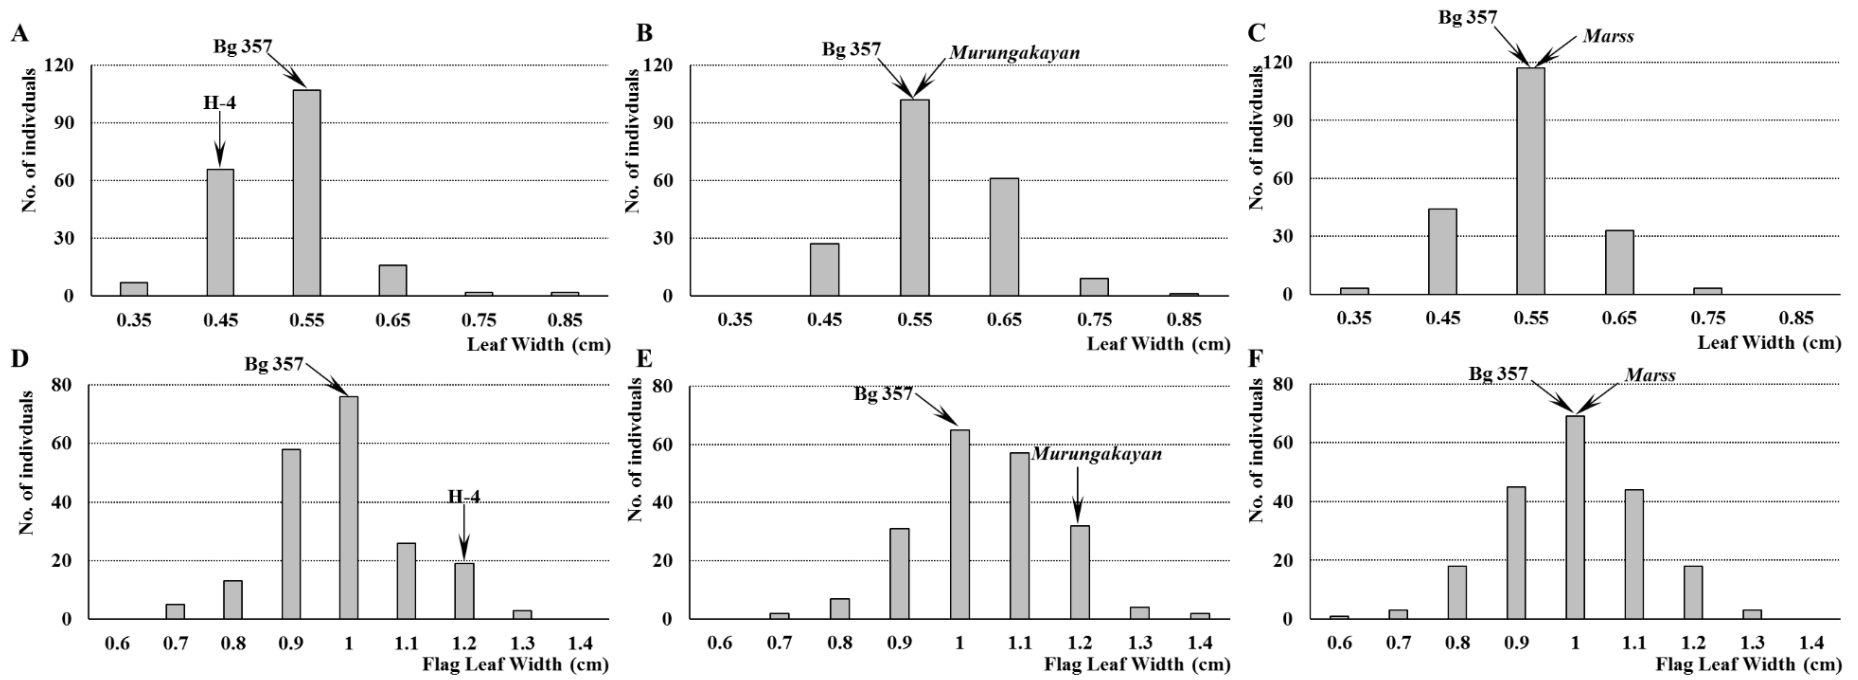 A
Bg 357
H-4
No. of indivduals
120
90
60
30
0
0.35 0.45 0.55 0.65 0.75 0.85
Leaf Width (cm)
B
Bg 357
Murungakayan
No. of indivduals
120
90
60
30
0
0.35 0.45 0.55 0.65 0.75 0.85
Leaf Width (cm)
C
Bg 357
Marss
No. of indivduals
120
90
60
30
0
0.35 0.45 0.55 0.65 0.75 0.85
Leaf Width (cm)
D
Bg 357
H-4
No. of indivduals
80
60
40
20
0
0.6 0.7 0.8 0.9 1 1.1 1.2 1.3 1.4
Flag Leaf Width (cm)
E
Bg 357
Murungakayan
No. of indivduals
80
60
40
20
0
0.6 0.7 0.8 0.9 1 1.1 1.2 1.3 1.4
Flag Leaf Width (cm)
F
Bg 357
Marss
No. of indivduals
80
60
40
20
0
0.6 0.7 0.8 0.9 1 1.1 1.2 1.3 1.4
Flag Leaf Width (cm)